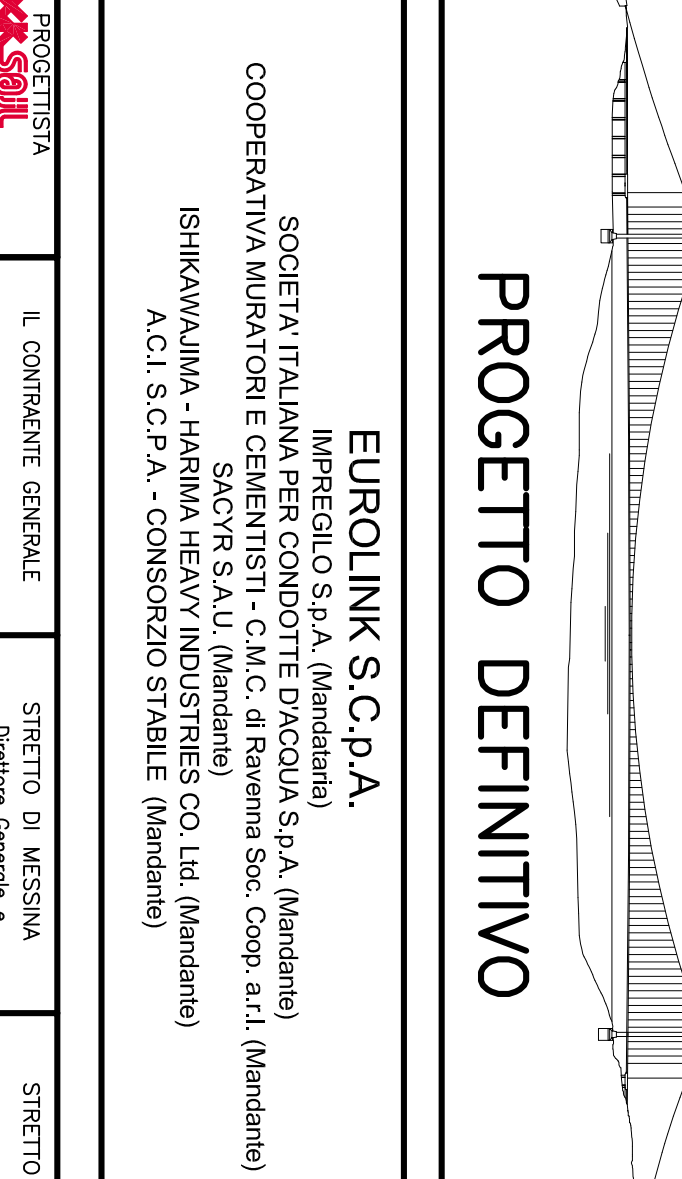 PROGETTO DEFINITIVO
EUROLINK S.C.p.A.
IMPREGILO S.p.A. (Mandataria)
SOCIETA' ITALIANA PER CONDOTTE D'ACQUA S.p.A. (Mandante)
COOPERATIVA MURATORI E CEMENTISTI - C.M.C. di Ravenna Soc. Coop. a.r.l. (Mandante)
SACYR S.A.U. (Mandante)
ISHIKAWAJIMA - HARIMA HEAVY INDUSTRIES CO. Ltd. (Mandante)
A.C.I. S.C.P.A. - CONSORZIO STABILE (Mandante)
PROGETTISTA
IL CONTRAENTE GENERALE
STRETTO DI MESSINA
Direttore Generale e
STRETTO